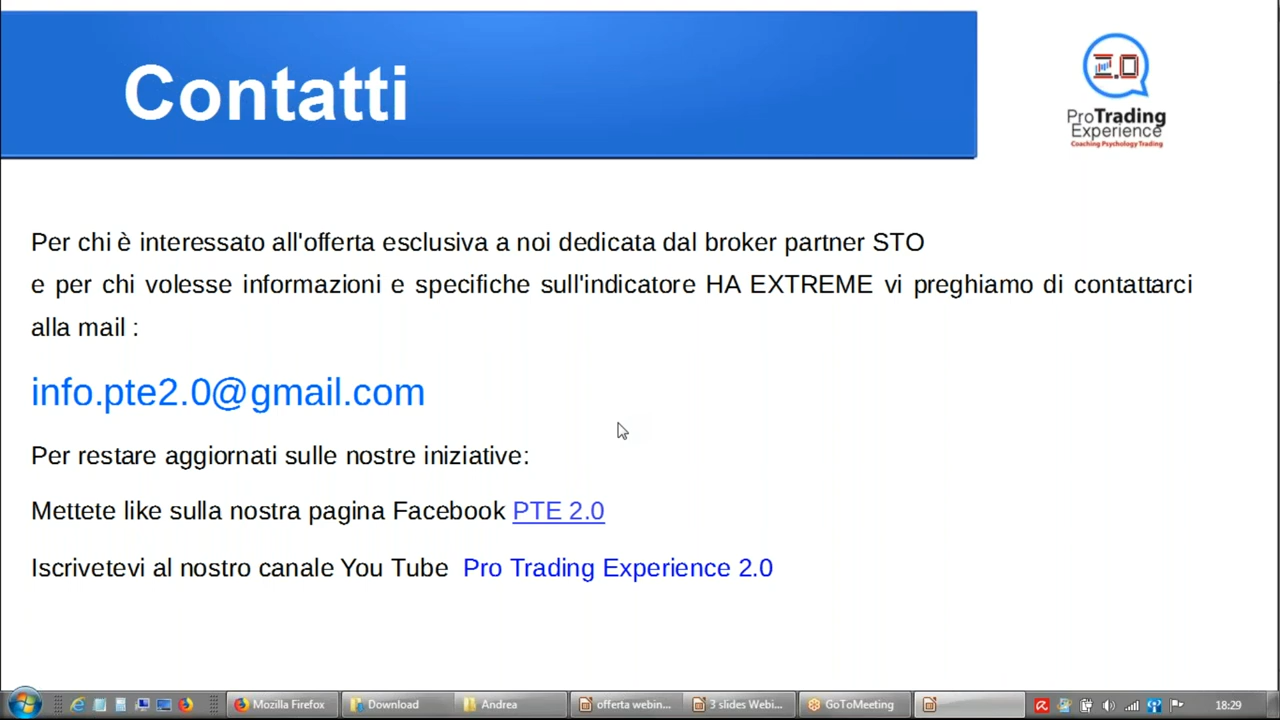 Contatti
2.0
ProTrading
Experience
Coaching Psychology Trading
Per chi è interessato all'offerta esclusiva a noi dedicata dal broker partner STO
e per chi volesse informazioni e specifiche sull'indicatore HA EXTREME vi preghiamo di contattarci
alla mail :
info.pte2.0@gmail.com
Per restare aggiornati sulle nostre iniziative:
Mettete like sulla nostra pagina Facebook PTE 2.0
Iscrivetevi al nostro canale You Tube Pro Trading Experience 2.0
Mozilla Firefox
Download
Andrea
offerta webin...
3 slides Webi...
GoToMeeting
18:29